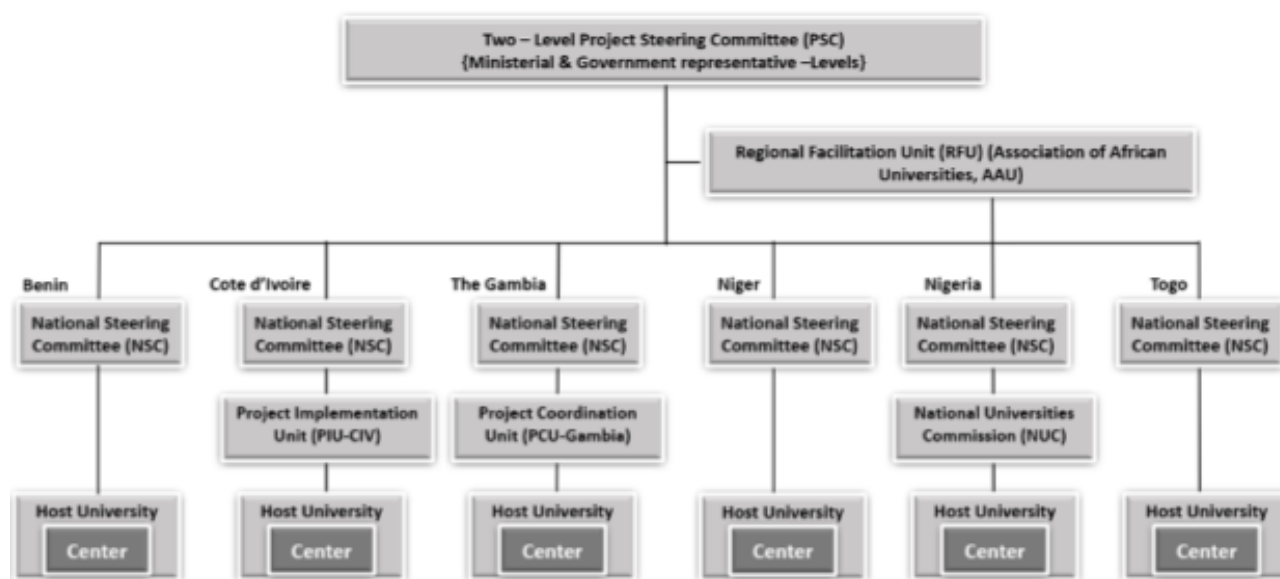 Two – Level Project Steering Committee (PSC)
{Ministerial & Government representative –Levels}
Regional Facilitation Unit (RFU) (Association of African
Universities, AAU)
Benin
Cote d'Ivoire
The Gambia
Niger
Nigeria
Togo
National Steering
Committee (NSC)
National Steering
Committee (NSC)
National Steering
Committee (NSC)
National Steering
Committee (NSC)
National Steering
Committee (NSC)
National Steering
Committee (NSC)
Project Implementation
Unit (PIU-CIV)
Project Coordination
Unit (PCU-Gambia)
National Universities
Commission (NUC)
Host University
Center
Host University
Center
Host University
Center
Host University
Center
Host University
Center
Host University
Center